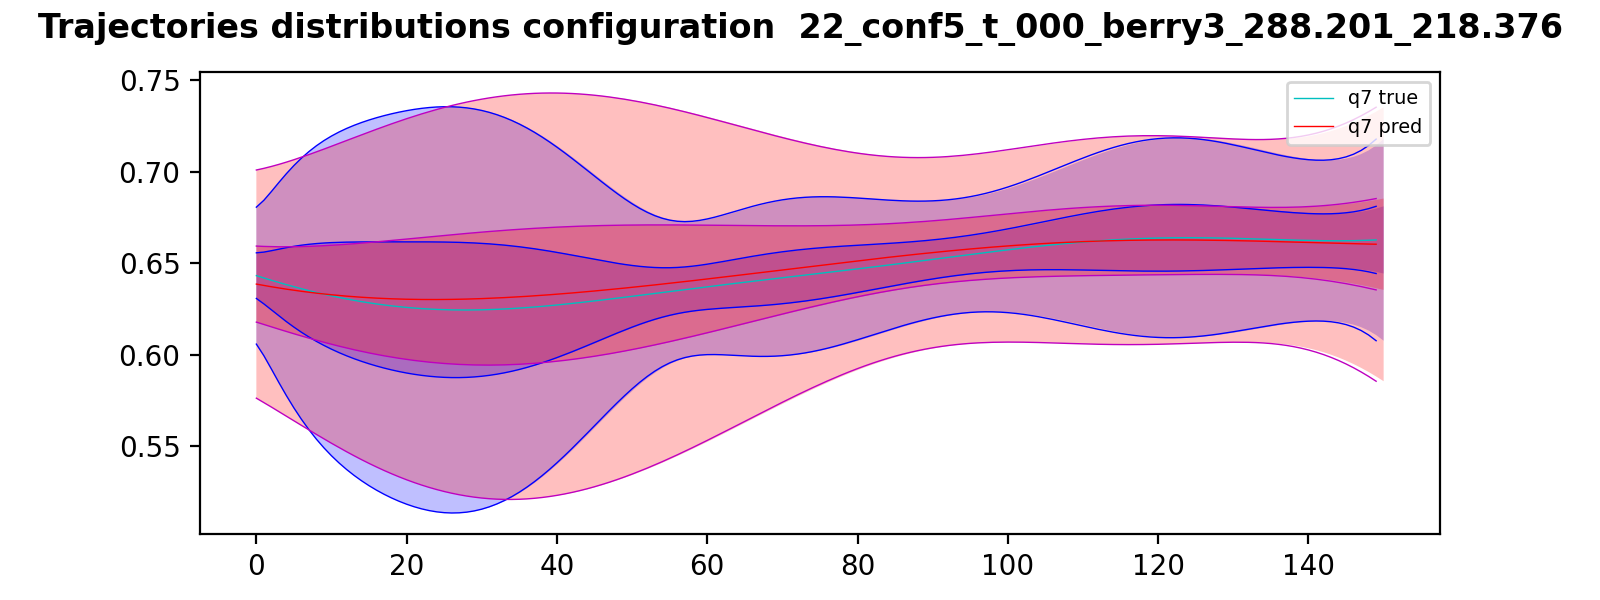 Trajectories distributions configuration  22_conf5_t_000_berry3_288.201_218.376
0.75
0.70
0.65
0.60
0.55
q7 true
q7 pred
0 20 40 60 80 100 120 140